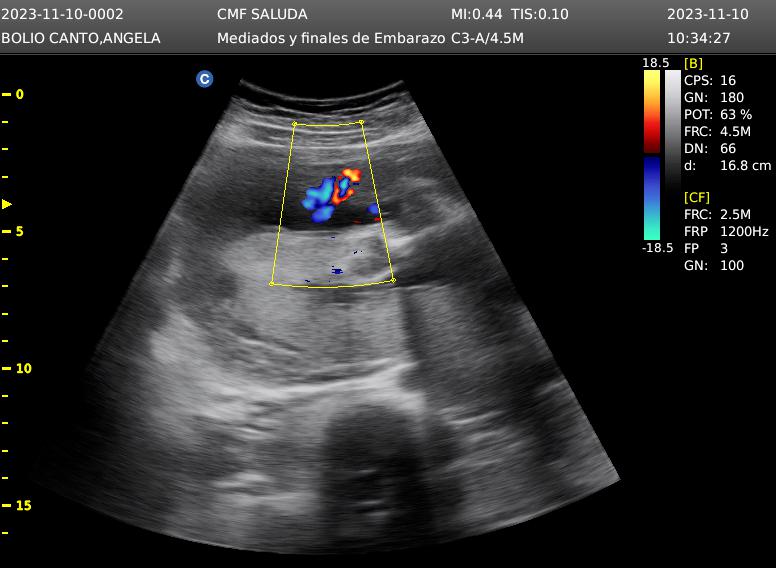 2023-11-10-0002 CMF SALUDA MI:0.44 TIS:0.10 2023-11-10
BOLIO CANTO,ANGELA Mediados y finales de Embarazo C3-A/4.5M 10:34:27
C
18.5 [B]
CPS: 16
GN: 180
POT: 63 %
FRC: 4.5M
DN: 66
d: 16.8 cm
[CF]
FRC: 2.5M
FRP 1200Hz
-18.5 FP 3
GN: 100
0
5
10
15